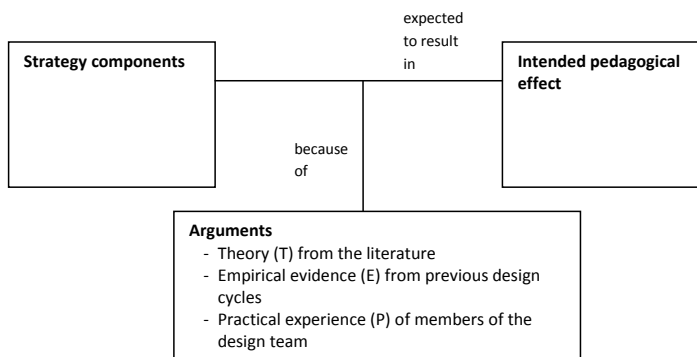 expected
to result
in
Strategy components
Intended pedagogical
effect
because
of
Arguments
- Theory (T) from the literature
- Empirical evidence (E) from previous design
cycles
- Practical experience (P) of members of the
design team